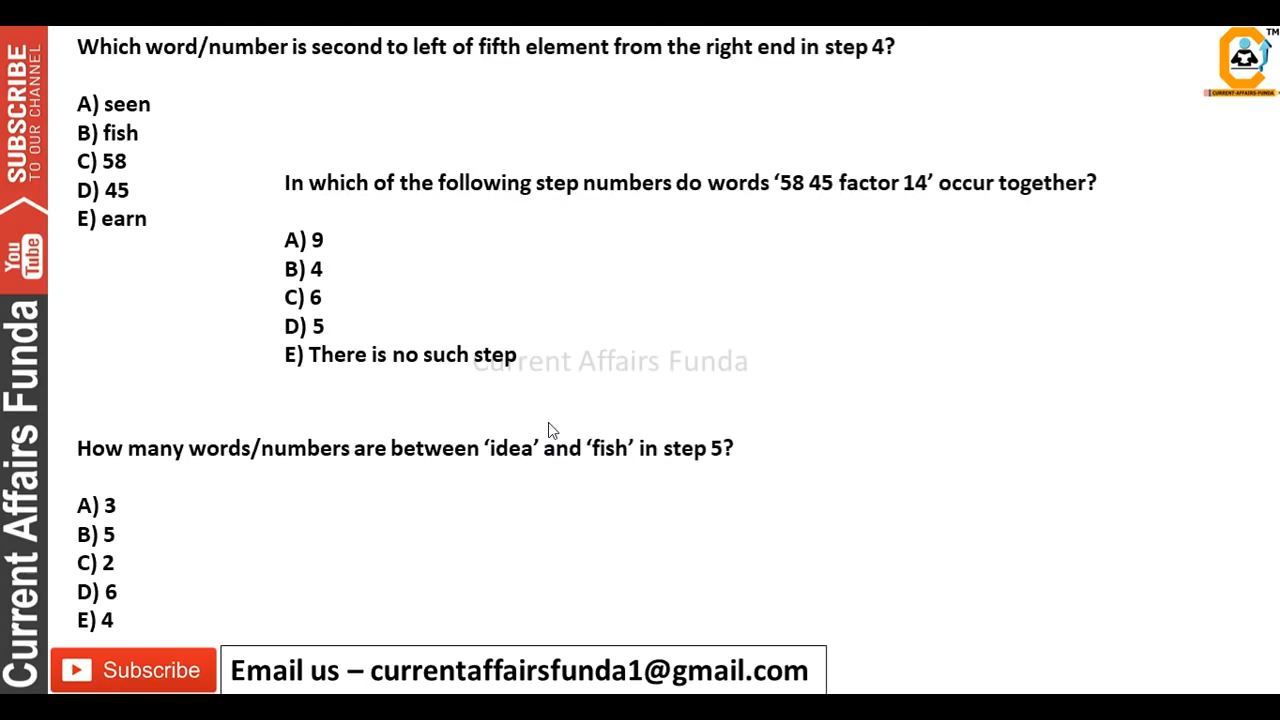 Which word/number is second to left of fifth element from the right end in step 4?
A) seen
B) fish
C) 58
D) 45
E) earn
In which of the following step numbers do words ‘58 45 factor 14’ occur together?
A) 9
B) 4
C) 6
D) 5
E) There is no such step
Current Affairs Funda
How many words/numbers are between ‘idea’ and ‘fish’ in step 5?
A) 3
B) 5
C) 2
D) 6
E) 4
Subscribe
Email us – currentaffairsfunda1@gmail.com
SUBSCRIBE
TO OUR CHANNEL
You
Tube
Current Affairs Funda
TM
CURRENT-AFFAIRS-FUNDA